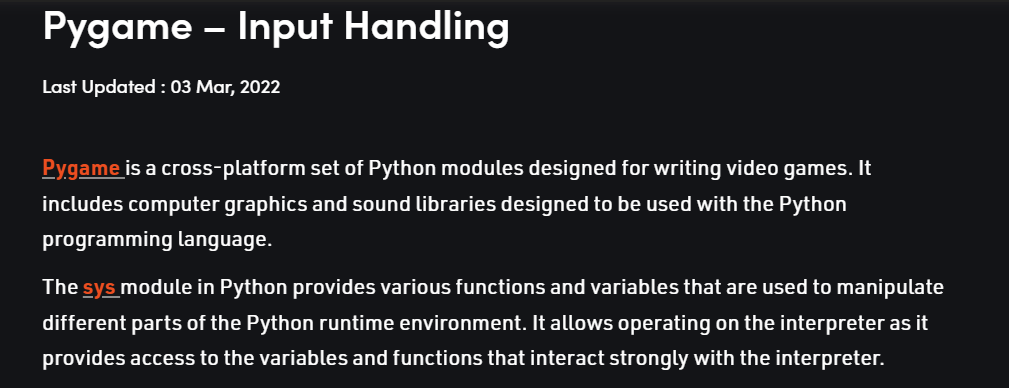 Pygame – Input Handling
Last Updated : 03 Mar, 2022
Pygame is a cross-platform set of Python modules designed for writing video games. It
includes computer graphics and sound libraries designed to be used with the Python
programming language.
The sys module in Python provides various functions and variables that are used to manipulate
different parts of the Python runtime environment. It allows operating on the interpreter as it
provides access to the variables and functions that interact strongly with the interpreter.